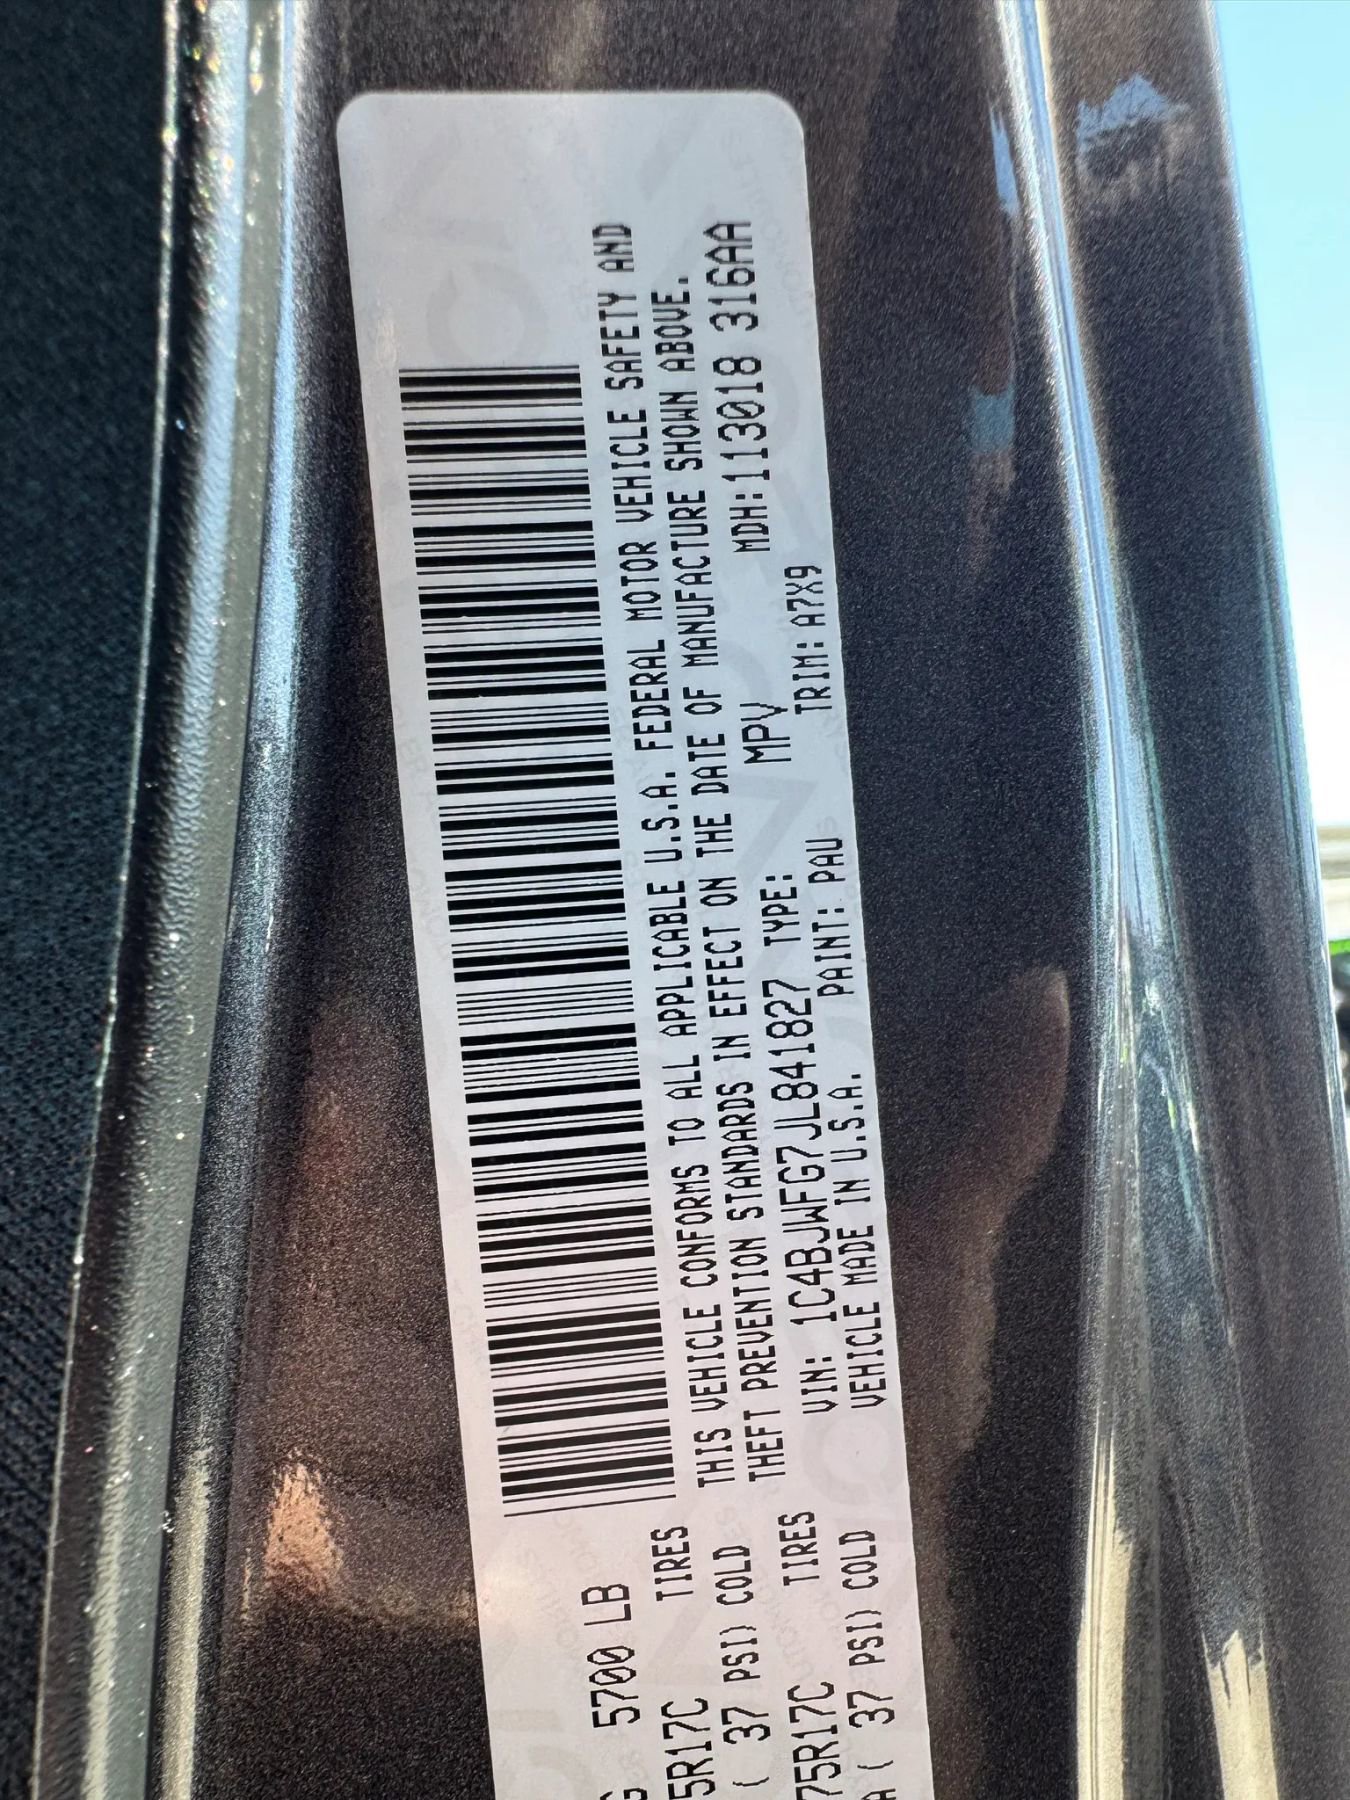 5700 LB
5R17C TIRES
( 37 PSI) COLD
75R17C TIRES
( 37 PSI) COLD
THIS VEHICLE CONFORMS TO ALL APPLICABLE U.S.A. FEDERAL MOTOR VEHICLE SAFETY AND
THEFT PREVENTION STANDARDS IN EFFECT ON THE DATE OF MANUFACTURE SHOWN ABOVE.
VIN: 1C4BJWFG7JL841827 TYPE: MPV MDH:113018 316AA
VEHICLE MADE IN U.S.A. PAINT: PAU TRIM: A7X9